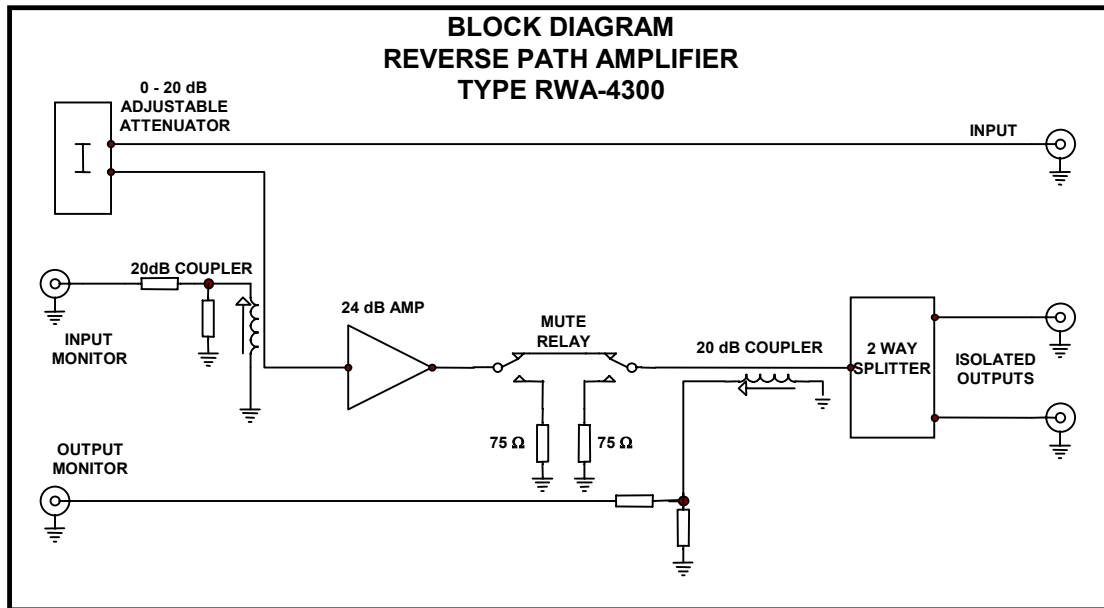 BLOCK DIAGRAM
REVERSE PATH AMPLIFIER
TYPE RWA-4300
0 - 20 dB
ADJUSTABLE
ATTENUATOR
INPUT
20dB COUPLER
INPUT
MONITOR
24 dB AMP
MUTE
RELAY
20 dB COUPLER
2 WAY
SPLITTER
ISOLATED
OUTPUTS
75 Ω
75 Ω
OUTPUT
MONITOR